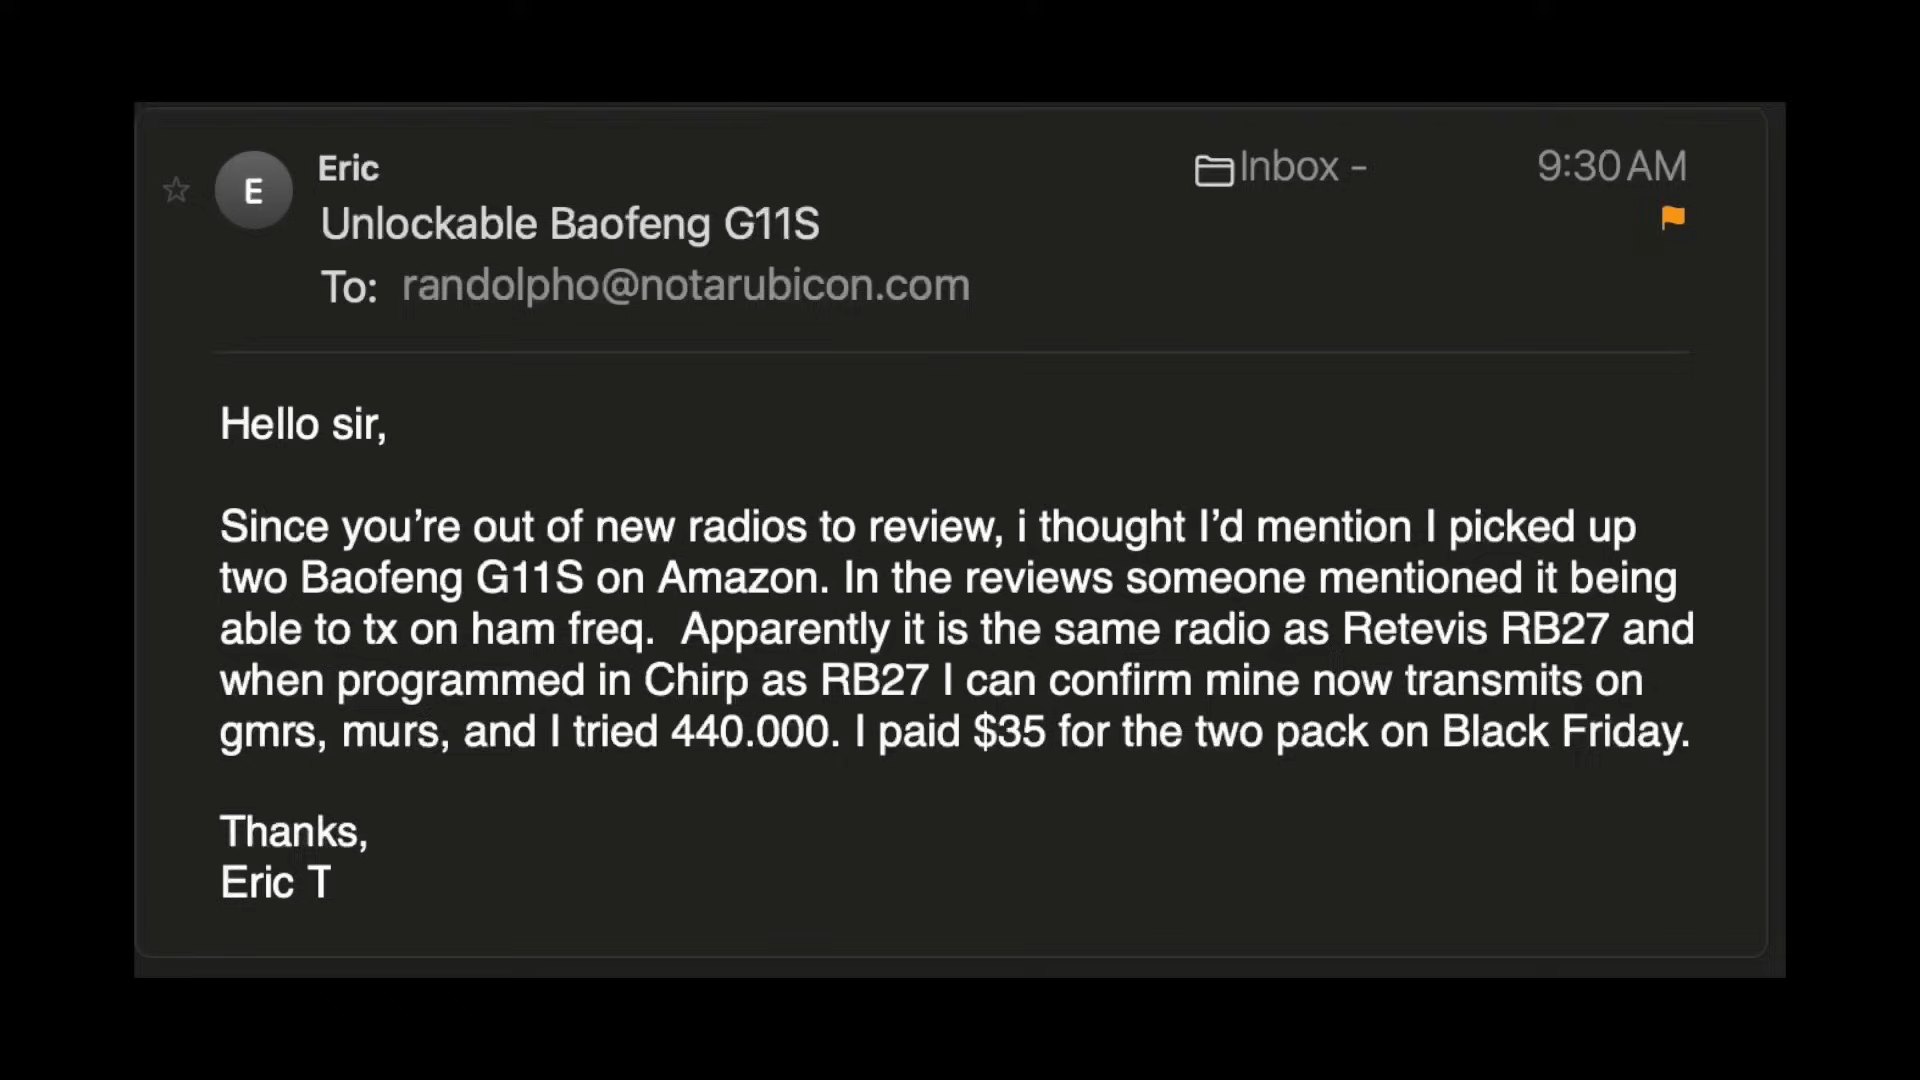 E
Eric
Inbox -
9:30 AM
Unlockable Baofeng G11S
To: randolpho@notarubicon.com
Hello sir,
Since you’re out of new radios to review, i thought I’d mention I picked up
two Baofeng G11S on Amazon. In the reviews someone mentioned it being
able to tx on ham freq.  Apparently it is the same radio as Retevis RB27 and
when programmed in Chirp as RB27 I can confirm mine now transmits on
gmrs, murs, and I tried 440.000. I paid $35 for the two pack on Black Friday.
Thanks,
Eric T